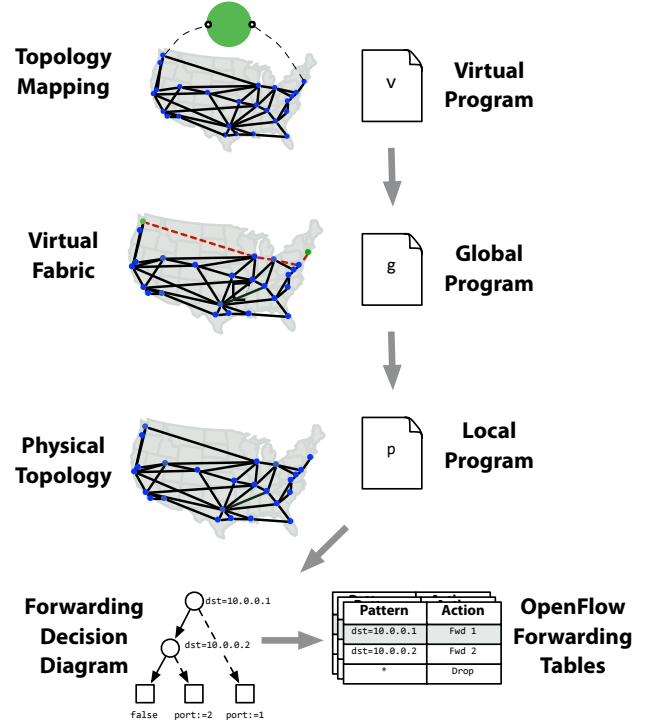 Topology
Mapping
v
Virtual
Program
Virtual
Fabric
g
Global
Program
Physical
Topology
p
Local
Program
Forwarding
Decision
Diagram
dst=10.0.0.1
dst=10.0.0.2
false port:=2 port:=1
Pattern Action
dst=10.0.0.1 Fwd 1
dst=10.0.0.2 Fwd 2
* Drop
OpenFlow
Forwarding
Tables